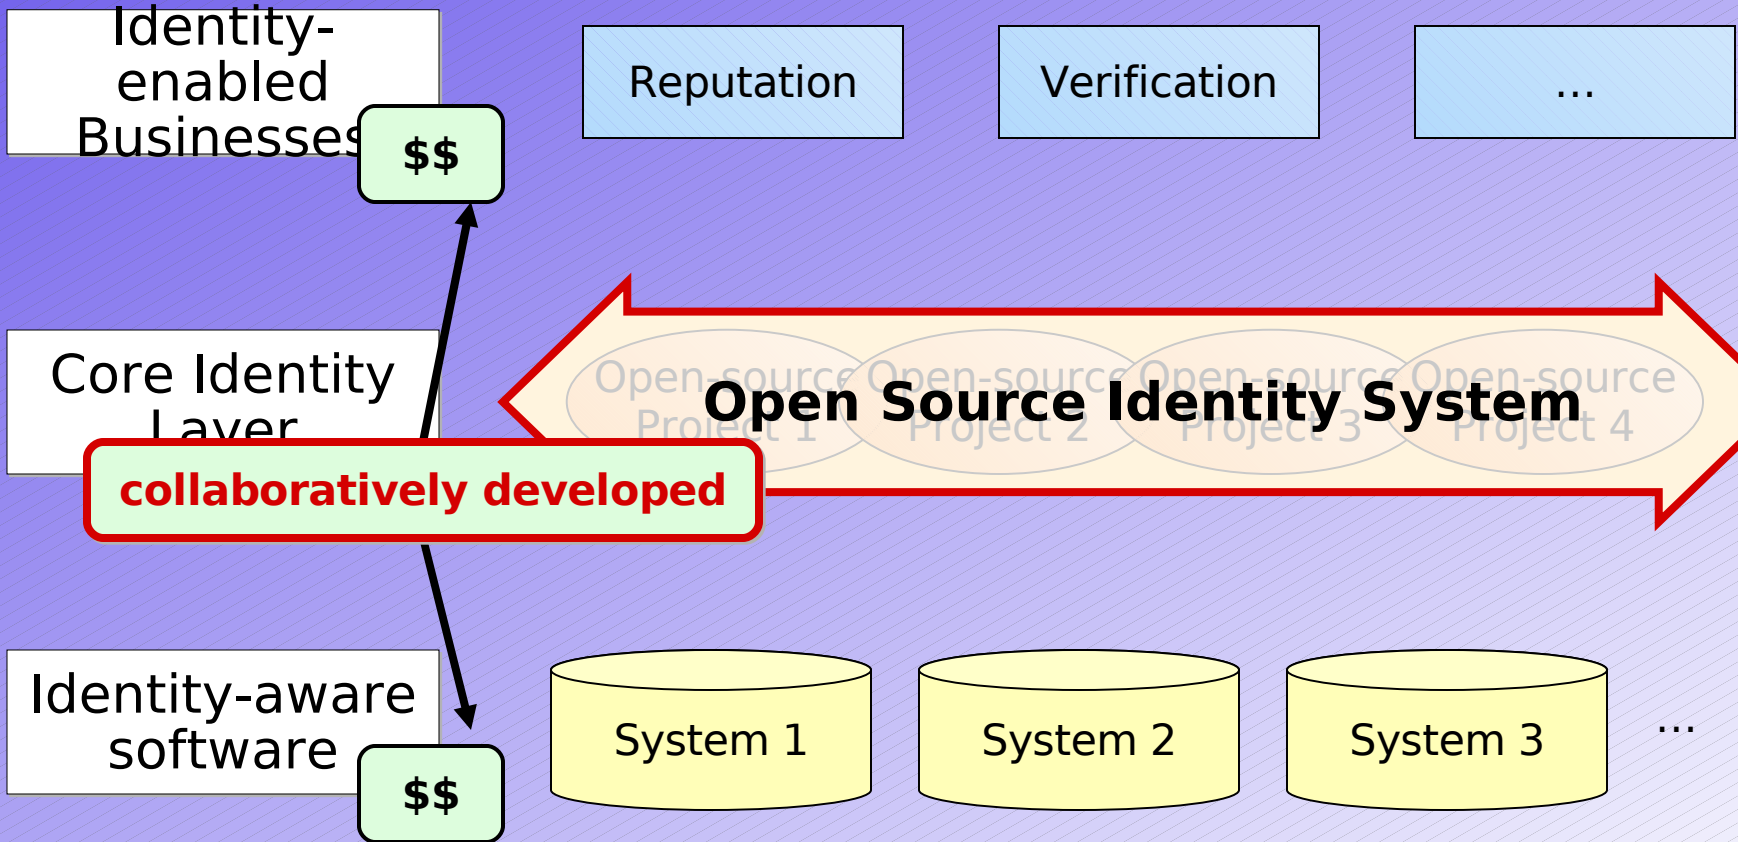 Identity-
enabled
Businesses
$$
Reputation
Verification
...
Core Identity
Layer
collaboratively developed
Open-source
Project 1
Open-source
Project 2
Open-source
Project 3
Open-source
Project 4
Open Source Identity System
Identity-aware
software
$$
System 1
System 2
System 3
...